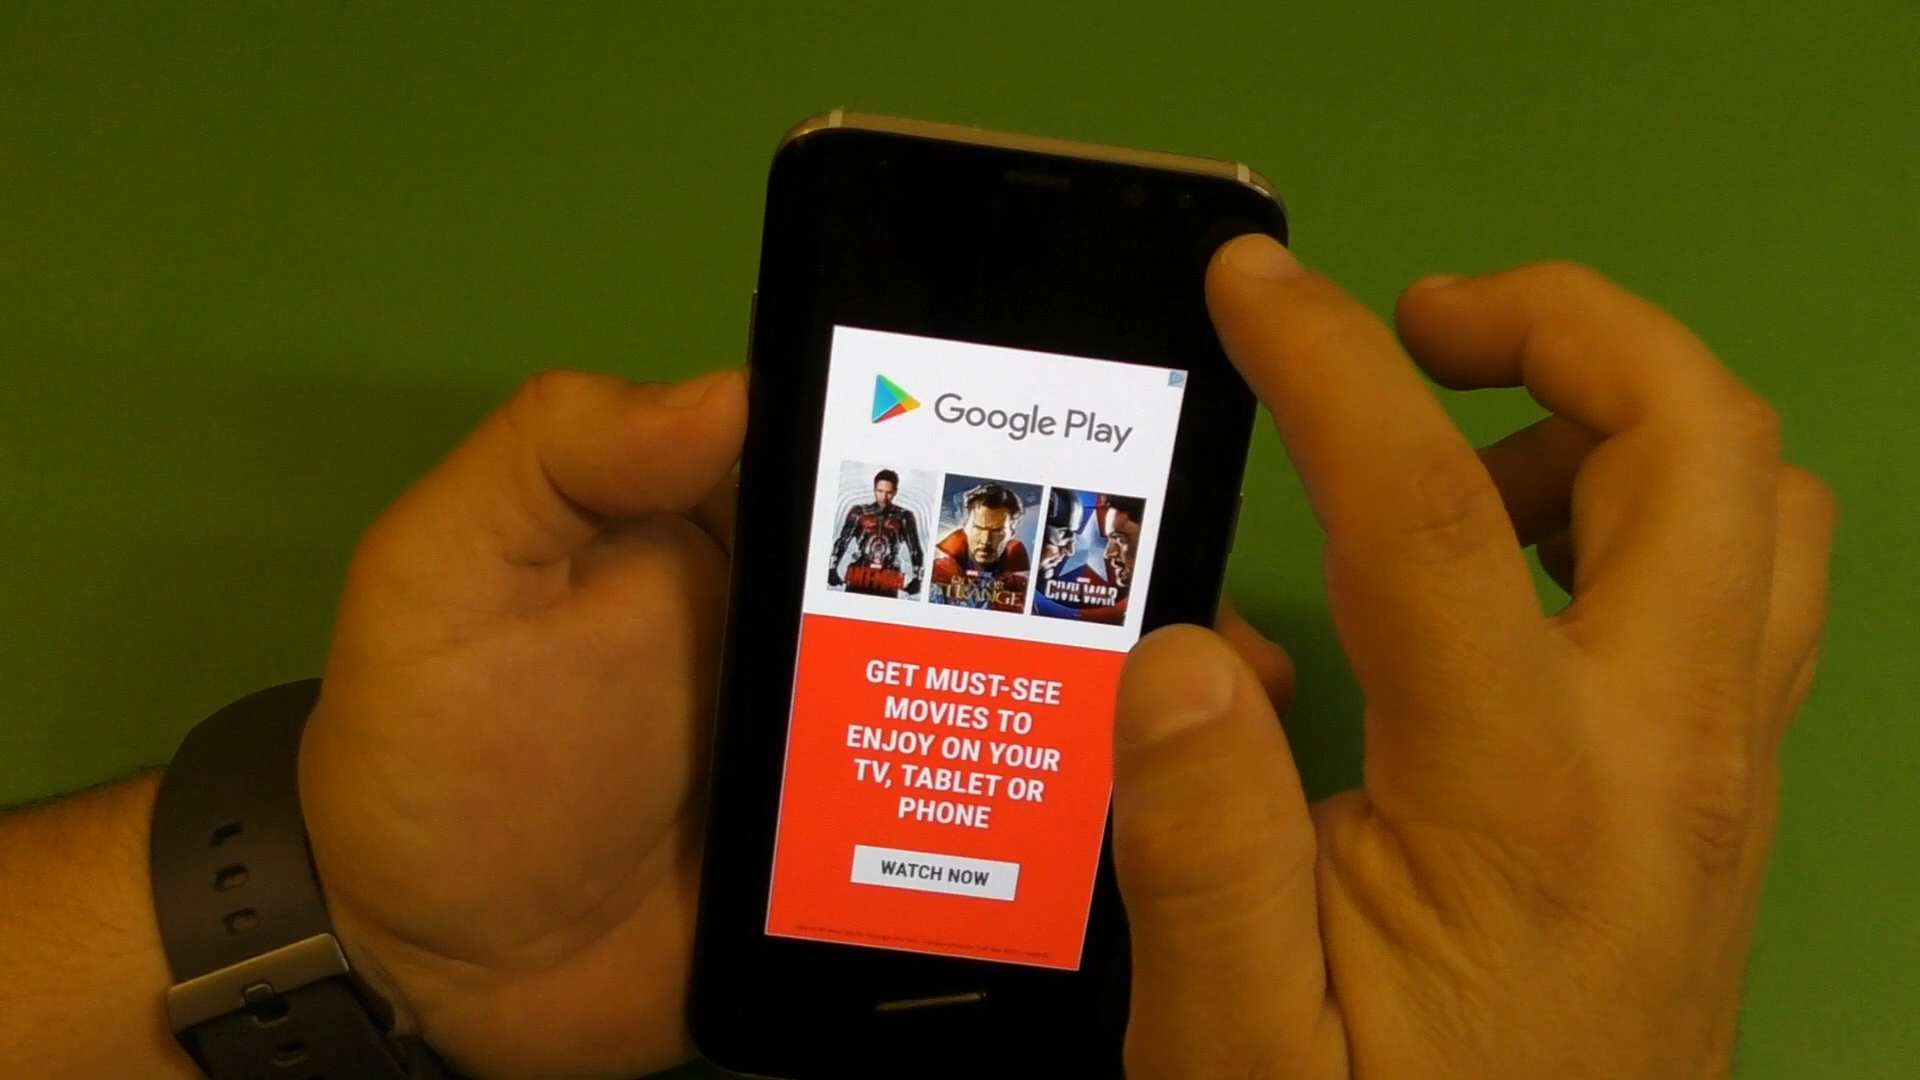 Google Play
ANT-MAN
DOCTOR
STRANGE
CIVIL WAR
GET MUST-SEE
MOVIES TO
ENJOY ON YOUR
TV, TABLET OR
PHONE
WATCH NOW